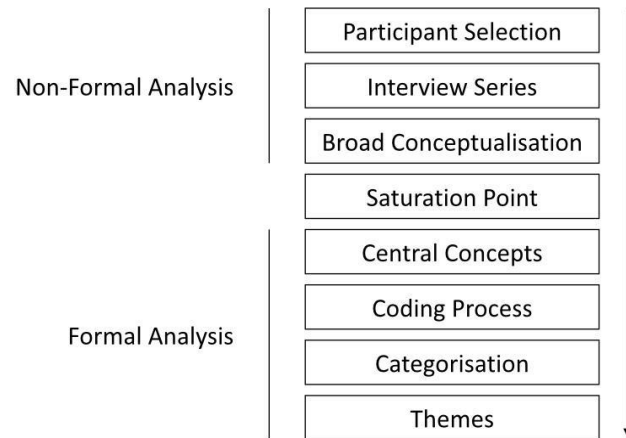 Participant Selection
Non-Formal Analysis
Interview Series
Broad Conceptualisation
Saturation Point
Central Concepts
Coding Process
Formal Analysis
Categorisation
Themes